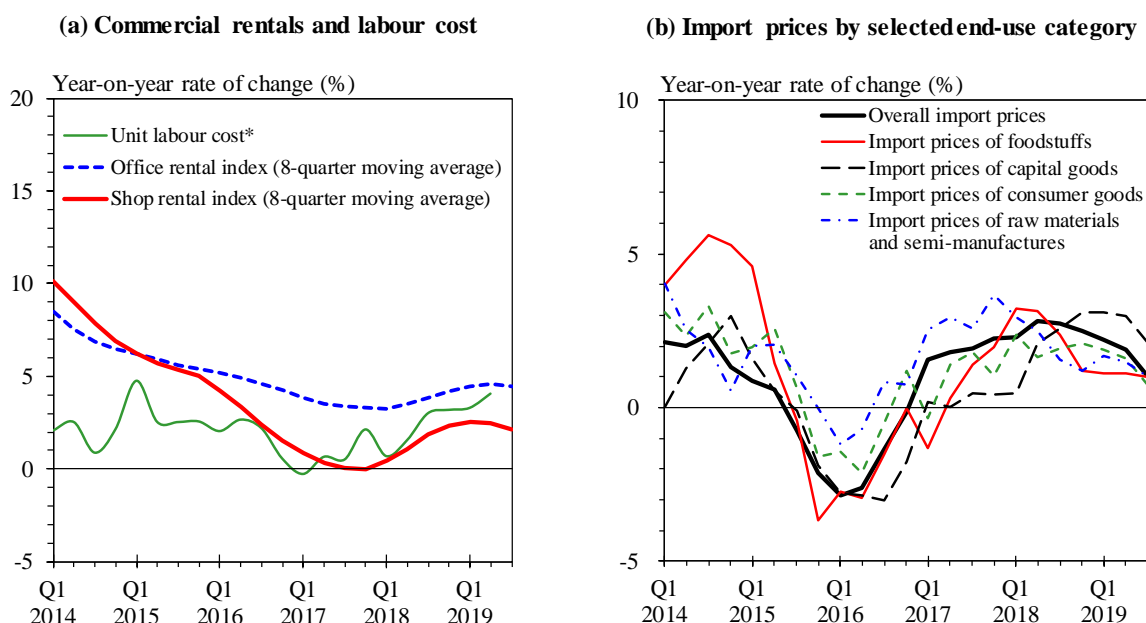 (a) Commercial rentals and labour cost
Year-on-year rate of change (%)
20
15
10
5
0
-5
Unit labour cost*
Office rental index (8-quarter moving average)
Shop rental index (8-quarter moving average)
Q1 Q1 Q1 Q1 Q1 Q1
2014 2015 2016 2017 2018 2019
(b) Import prices by selected end-use category
Year-on-year rate of change (%)
10
5
0
-5
Overall import prices
Import prices of foodstuffs
Import prices of capital goods
Import prices of consumer goods
Import prices of raw materials
and semi-manufactures
Q1 Q1 Q1 Q1 Q1 Q1
2014 2015 2016 2017 2018 2019